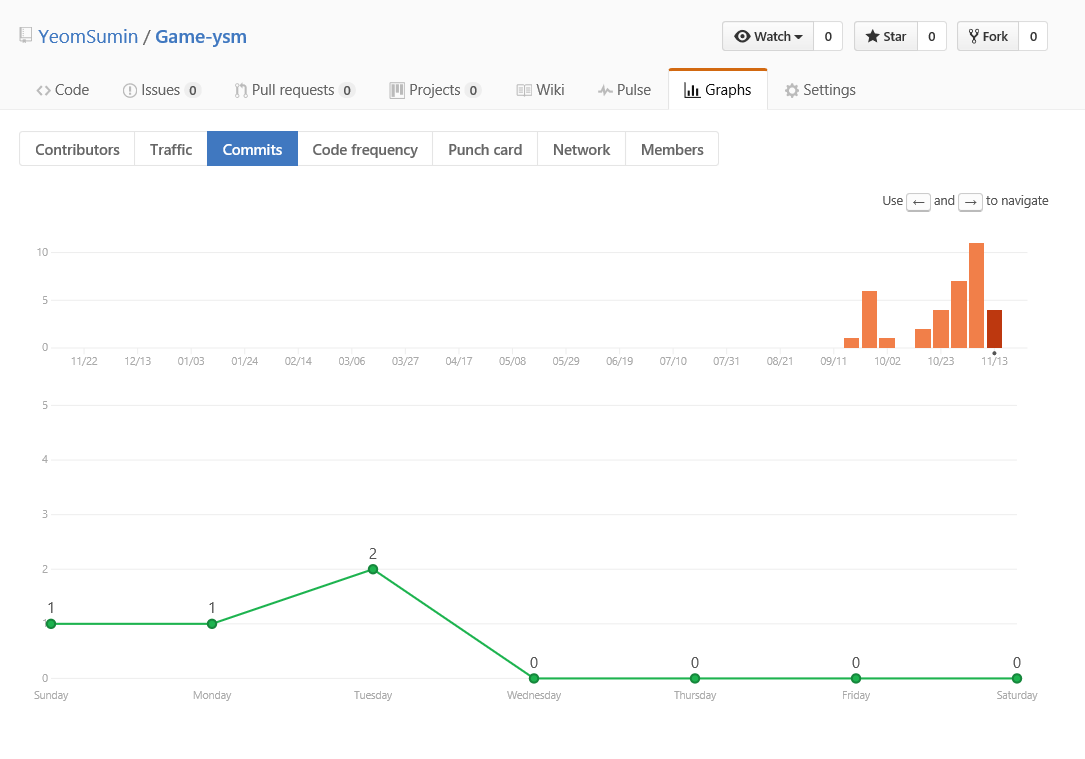 YeomSumin / Game-ysm Watch 0 Star 0 Fork 0
Code Issues 0 Pull requests 0 Projects 0 Wiki Pulse Graphs Settings
Contributors Traffic Commits Code frequency Punch card Network Members
Use ← and → to navigate
10
5
0
11/22 12/13 01/03 01/24 02/14 03/06 03/27 04/17 05/08 05/29 06/19 07/10 07/31 08/21 09/11 10/02 10/23 11/13
5
4
3
2
2
1 1
1
0 0 0 0
0
Sunday Monday Tuesday Wednesday Thursday Friday Saturday